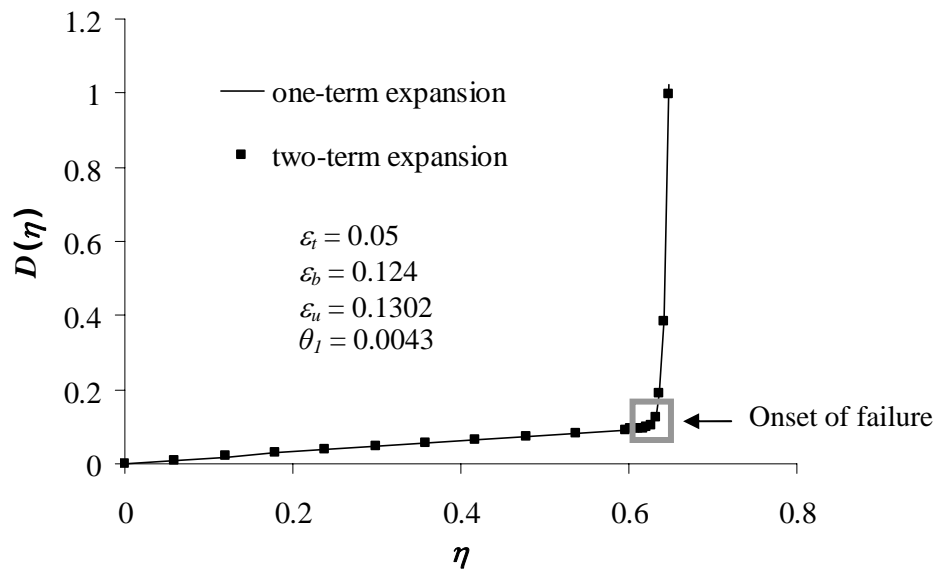 1.2
1
0.8
0.6
0.4
0.2
0
D(η)
one-term expansion
two-term expansion
εt = 0.05
εb = 0.124
εu = 0.1302
θ1 = 0.0043
Onset of failure
0 0.2 0.4 0.6 0.8
η